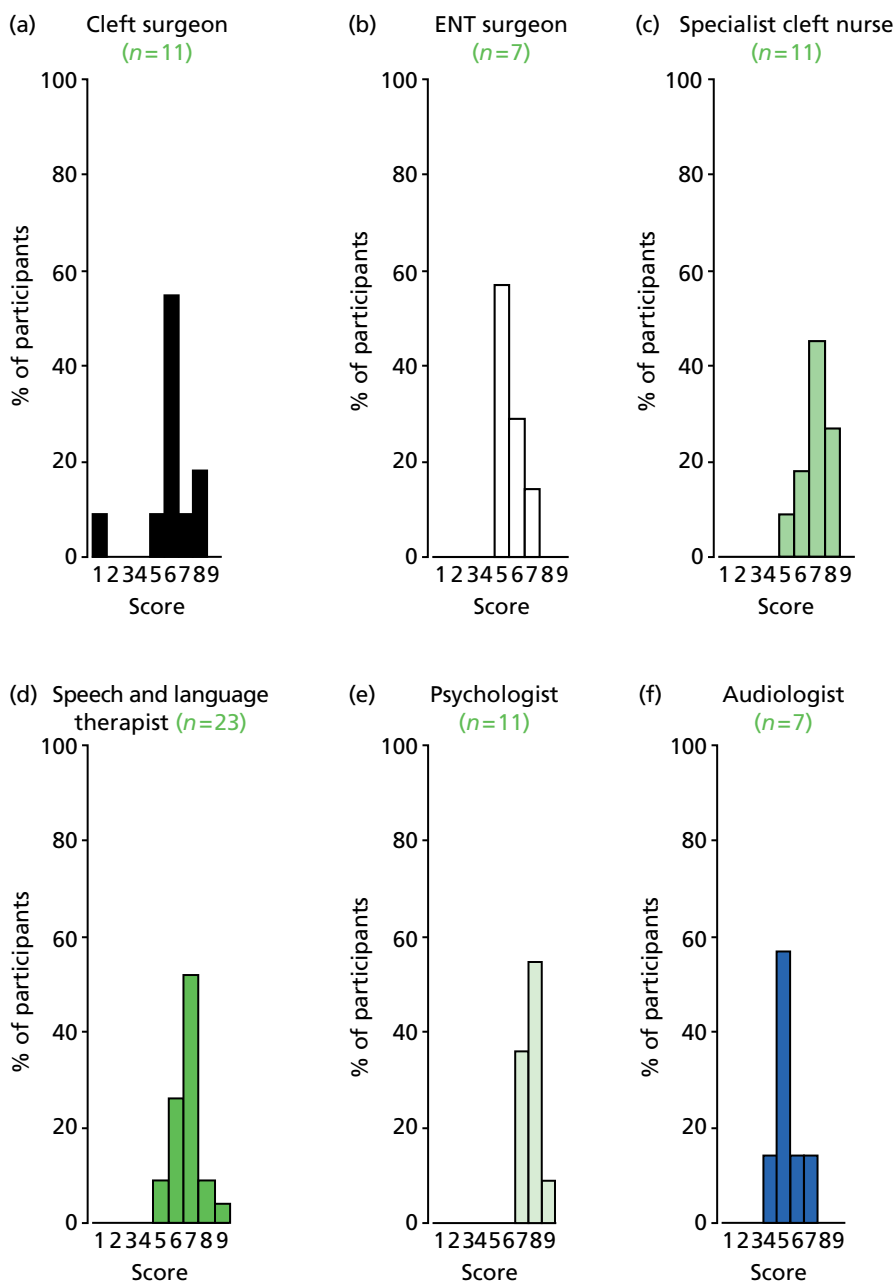 (a) Cleft surgeon
(n=11)
100
80
60
40
20
0
% of participants
1 2 3 4 5 6 7 8 9
Score
(b) ENT surgeon
(n=7)
100
80
60
40
20
0
% of participants
1 2 3 4 5 6 7 8 9
Score
(c) Specialist cleft nurse
(n=11)
100
80
60
40
20
0
% of participants
1 2 3 4 5 6 7 8 9
Score
(d) Speech and language
therapist (n=23)
100
80
60
40
20
0
% of participants
1 2 3 4 5 6 7 8 9
Score
(e) Psychologist
(n=11)
100
80
60
40
20
0
% of participants
1 2 3 4 5 6 7 8 9
Score
(f) Audiologist
(n=7)
100
80
60
40
20
0
% of participants
1 2 3 4 5 6 7 8 9
Score